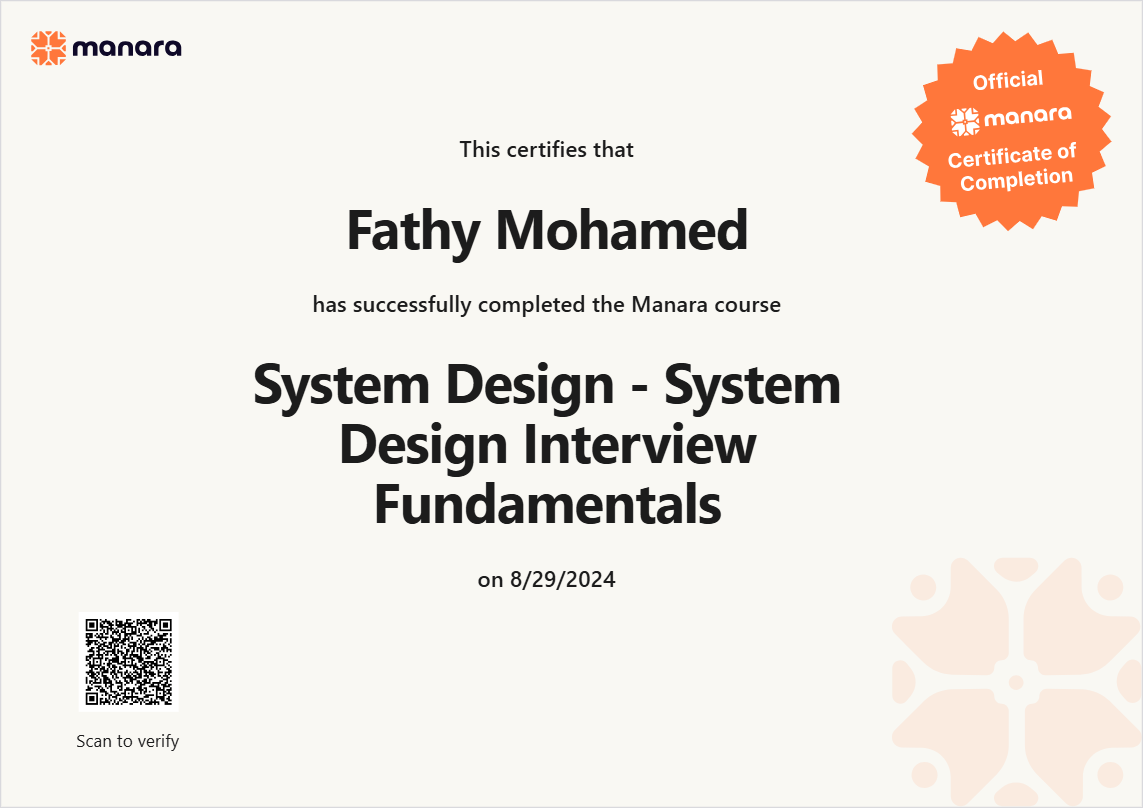 manara
Official
manara
Certificate of
Completion
This certifies that
Fathy Mohamed
has successfully completed the Manara course
System Design - System
Design Interview
Fundamentals
on 8/29/2024
Scan to verify